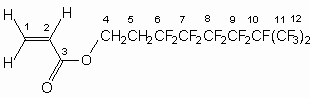 H
H
1
2
3
4 5 6 7 8 9 10 11 12
CH₂CH₂CF₂CF₂CF₂CF₂CF(CF₃)₂
O
H
O